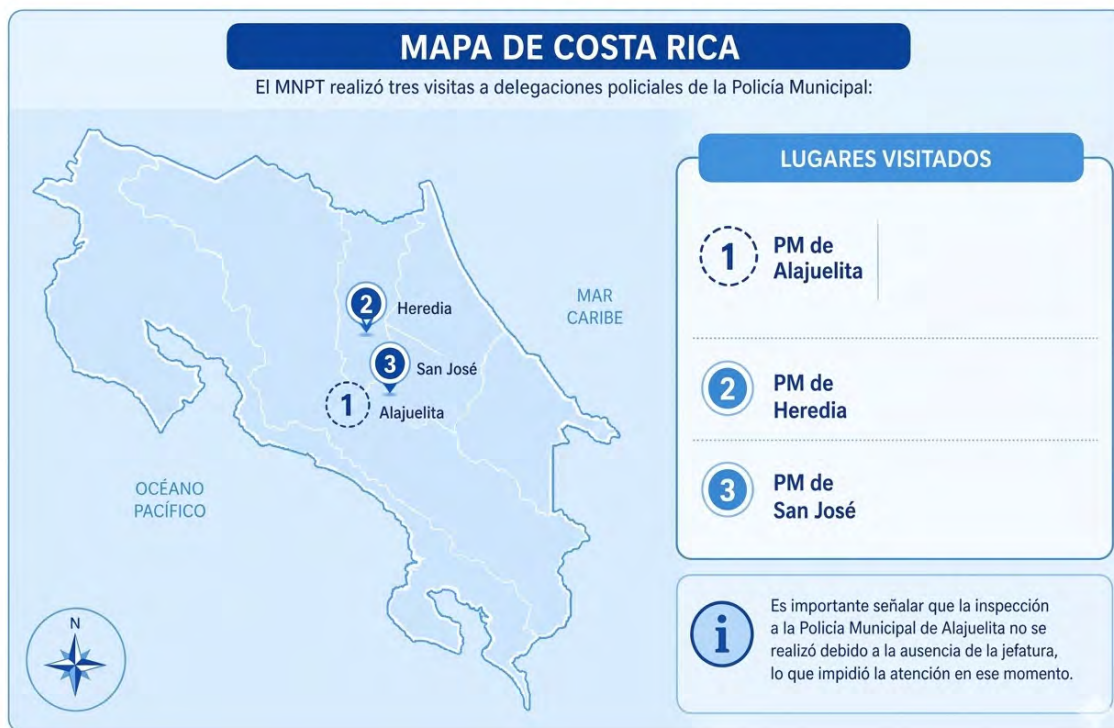 MAPA DE COSTA RICA
El MNPT realizó tres visitas a delegaciones policiales de la Policía Municipal:
MAR
CARIBE
2
Heredia
3
San José
1
Alajuelita
OCÉANO
PACÍFICO
N
LUGARES VISITADOS
1
PM de
Alajuelita
2
PM de
Heredia
3
PM de
San José
i
Es importante señalar que la inspección
a la Policía Municipal de Alajuelita no se
realizó debido a la ausencia de la jefatura,
lo que impidió la atención en ese momento.